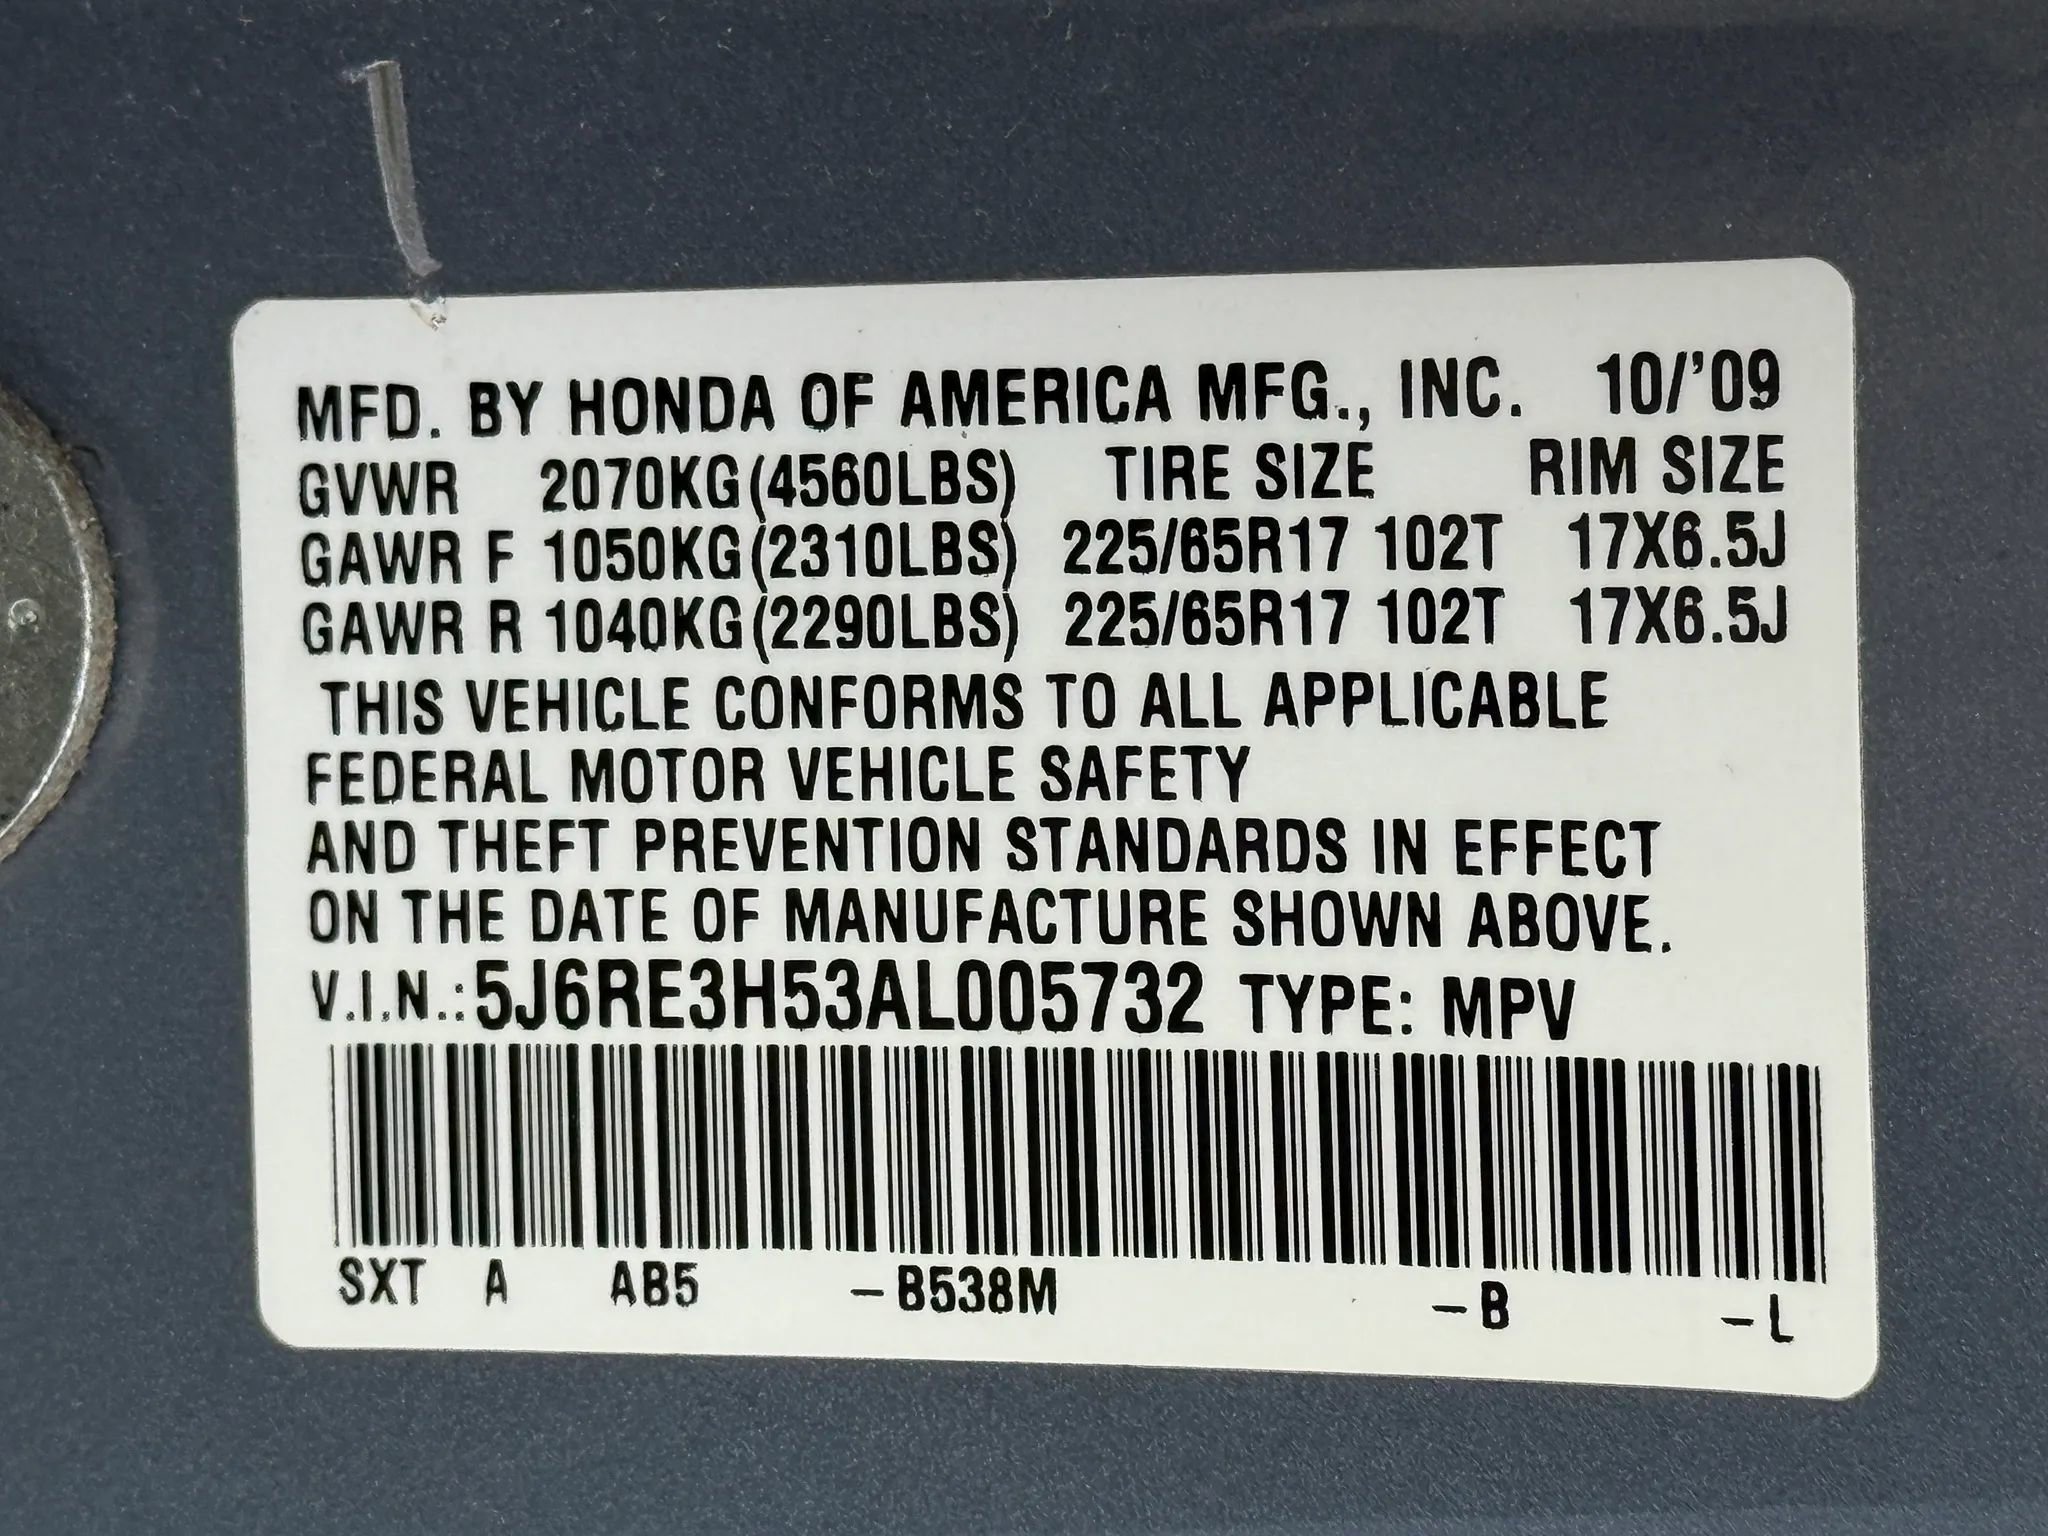 MFD. BY HONDA OF AMERICA MFG., INC. 10/'09
GVWR 2070KG(4560LBS) TIRE SIZE RIM SIZE
GAWR F 1050KG(2310LBS) 225/65R17 102T 17X6.5J
GAWR R 1040KG(2290LBS) 225/65R17 102T 17X6.5J
THIS VEHICLE CONFORMS TO ALL APPLICABLE
FEDERAL MOTOR VEHICLE SAFETY
AND THEFT PREVENTION STANDARDS IN EFFECT
ON THE DATE OF MANUFACTURE SHOWN ABOVE.
V.I.N.:5J6RE3H53AL005732 TYPE: MPV
SXT A AB5 –B538M –B –L